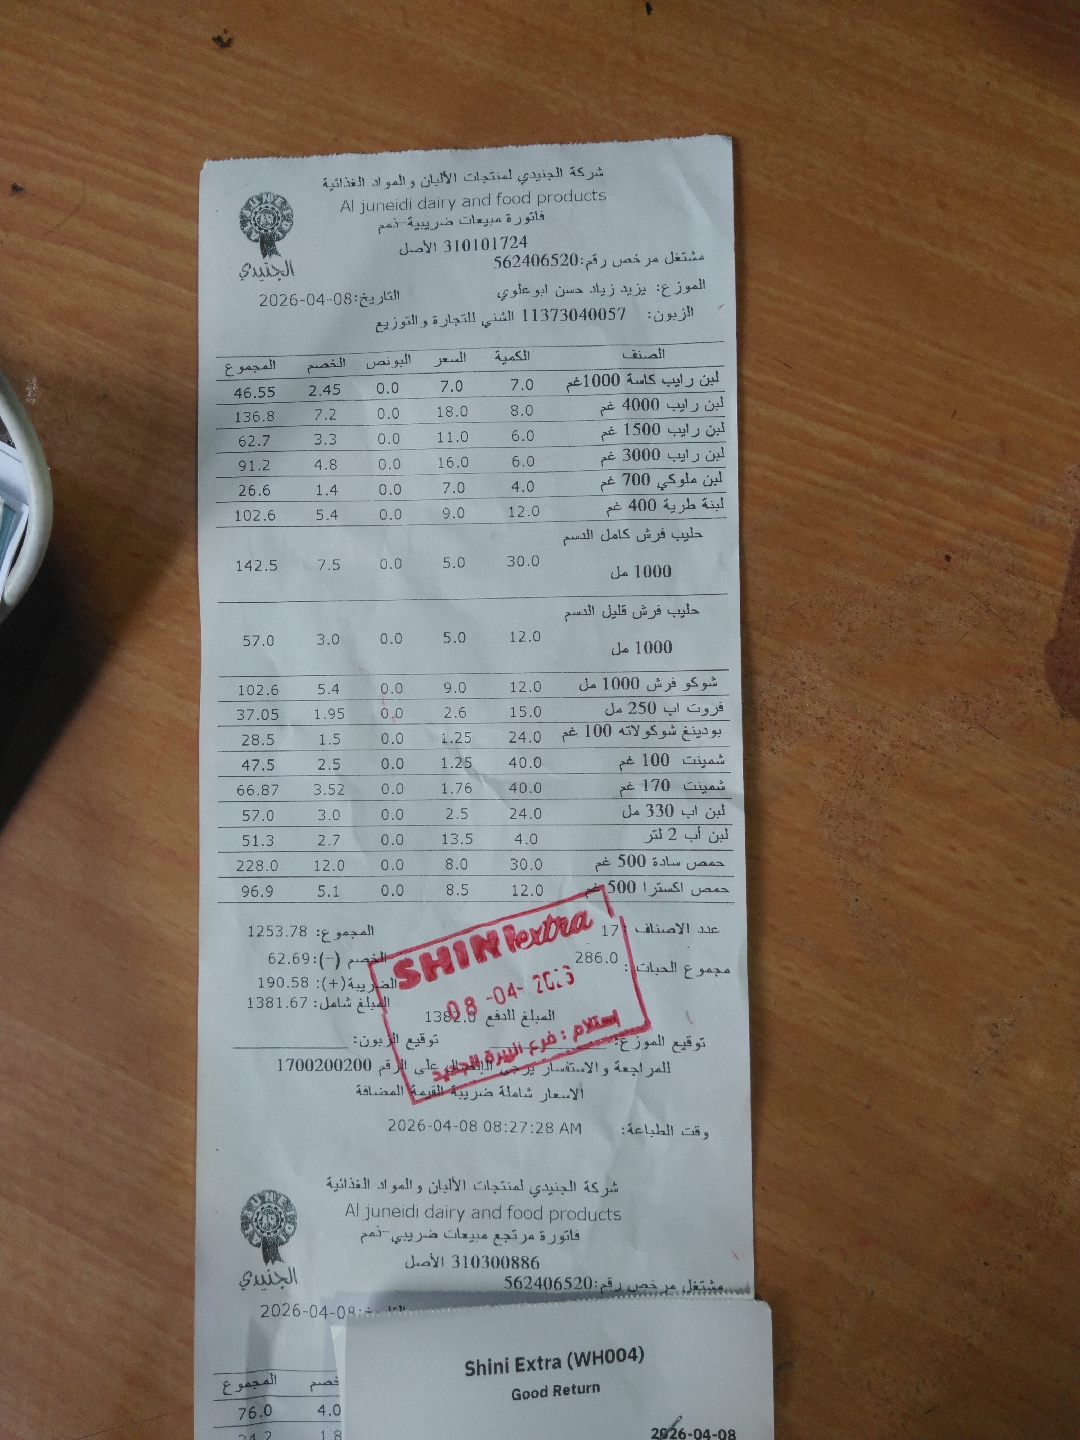 شركة الجنيدي لمنتجات الألبان والمواد الغذائية
Al juneidi dairy and food products
فاتورة مبيعات ضريبية-ذمم
310101724 الأصل
الجنيدي
مشتغل مرخص رقم:562406520
الموزع: يزيد زياد حسن ابوعلوي
التاريخ:2026-04-08
الزبون: 11373040057 الشني للتجارة والتوزيع
الصنف الكمية السعر البونص الخصم المجموع
لبن رايب كاسة 1000غم 7.0 7.0 0.0 2.45 46.55
لبن رايب 4000 غم 8.0 18.0 0.0 7.2 136.8
لبن رايب 1500 غم 6.0 11.0 0.0 3.3 62.7
لبن رايب 3000 غم 6.0 16.0 0.0 4.8 91.2
لبن ملوكي 700 غم 4.0 7.0 0.0 1.4 26.6
لبنة طرية 400 غم 12.0 9.0 0.0 5.4 102.6
حليب فرش كامل الدسم
1000 مل 30.0 5.0 0.0 7.5 142.5
حليب فرش قليل الدسم
1000 مل 12.0 5.0 0.0 3.0 57.0
شوكو فرش 1000 مل 12.0 9.0 0.0 5.4 102.6
فروت اب 250 مل 15.0 2.6 0.0 1.95 37.05
بودينغ شوكولاته 100 غم 24.0 1.25 0.0 1.5 28.5
شمينت 100 غم 40.0 1.25 0.0 2.5 47.5
شمينت 170 غم 40.0 1.76 0.0 3.52 66.87
لبن اب 330 مل 24.0 2.5 0.0 3.0 57.0
لبن أب 2 لتر 4.0 13.5 0.0 2.7 51.3
حمص سادة 500 غم 30.0 8.0 0.0 12.0 228.0
حمص اكسترا 500 غم 12.0 8.5 0.0 5.1 96.9
عدد الاصناف : 17
المجموع: 1253.78
مجموع الحبات : 286.0
الخصم (-):62.69
الضريبة(+): 190.58
المبلغ شامل: 1381.67
المبلغ للدفع 1382.0
SHINI extra
08-04-2026
استلام : فرع البيرة الجديد
توقيع الموزع:
توقيع الزبون:
للمراجعة والاستفسار يرجى الإتصال على الرقم 1700200200
الاسعار شاملة ضريبة القيمة المضافة
وقت الطباعة: 2026-04-08 08:27:28 AM
شركة الجنيدي لمنتجات الألبان والمواد الغذائية
Al juneidi dairy and food products
فاتورة مرتجع مبيعات ضريبي-ذمم
310300886 الأصل
الجنيدي
مشتغل مرخص رقم:562406520
2026-04-08:
المجموع
76.0 4.0
1.8
Shini Extra (WH004)
Good Return
2026-04-08